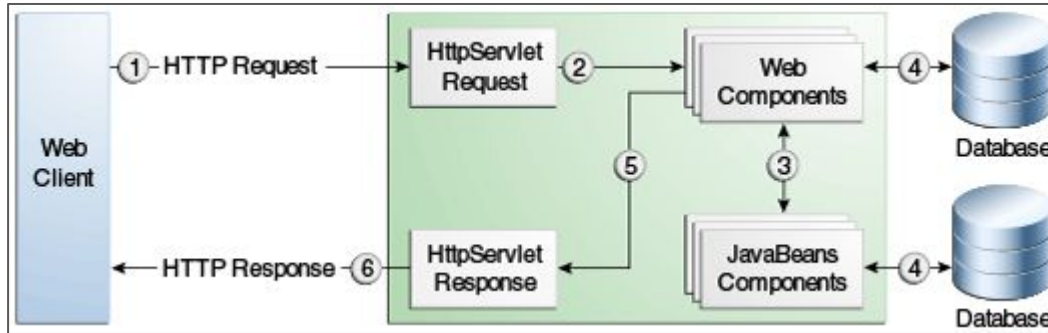 Web
Client
1 HTTP Request
HttpServlet
Request
2
Web
Components
4
Database
5
3
HTTP Response 6
HttpServlet
Response
JavaBeans
Components
4
Database